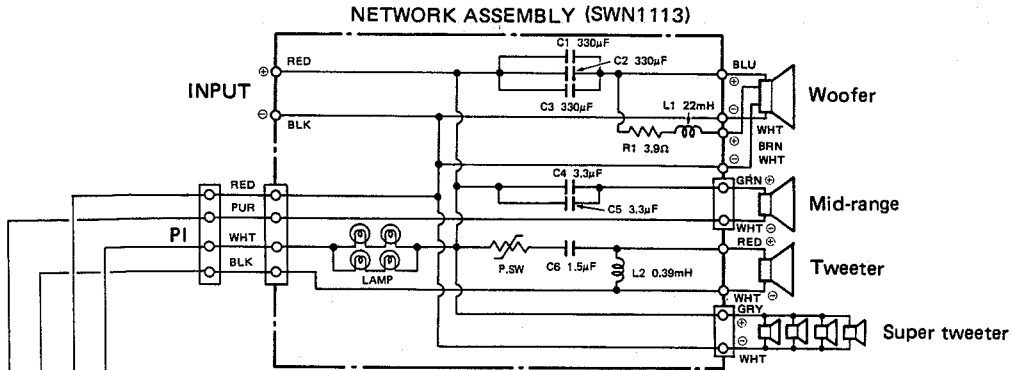 NETWORK ASSEMBLY (SWN1113)
C1 330μF
C2 330μF
C3 330μF
INPUT
⊕ RED
⊖ BLK
BLU
⊕
⊖
Woofer
L1 22mH
R1 3.9Ω
WHT
⊕ BRN
⊖ WHT
C4 3.3μF
C5 3.3μF
GRN ⊕
WHT ⊖
Mid-range
PI
RED
PUR
WHT
BLK
LAMP
P.SW
C6 1.5μF
L2 0.39mH
RED ⊕
WHT ⊖
Tweeter
GRY
⊕
⊖
WHT
Super tweeter